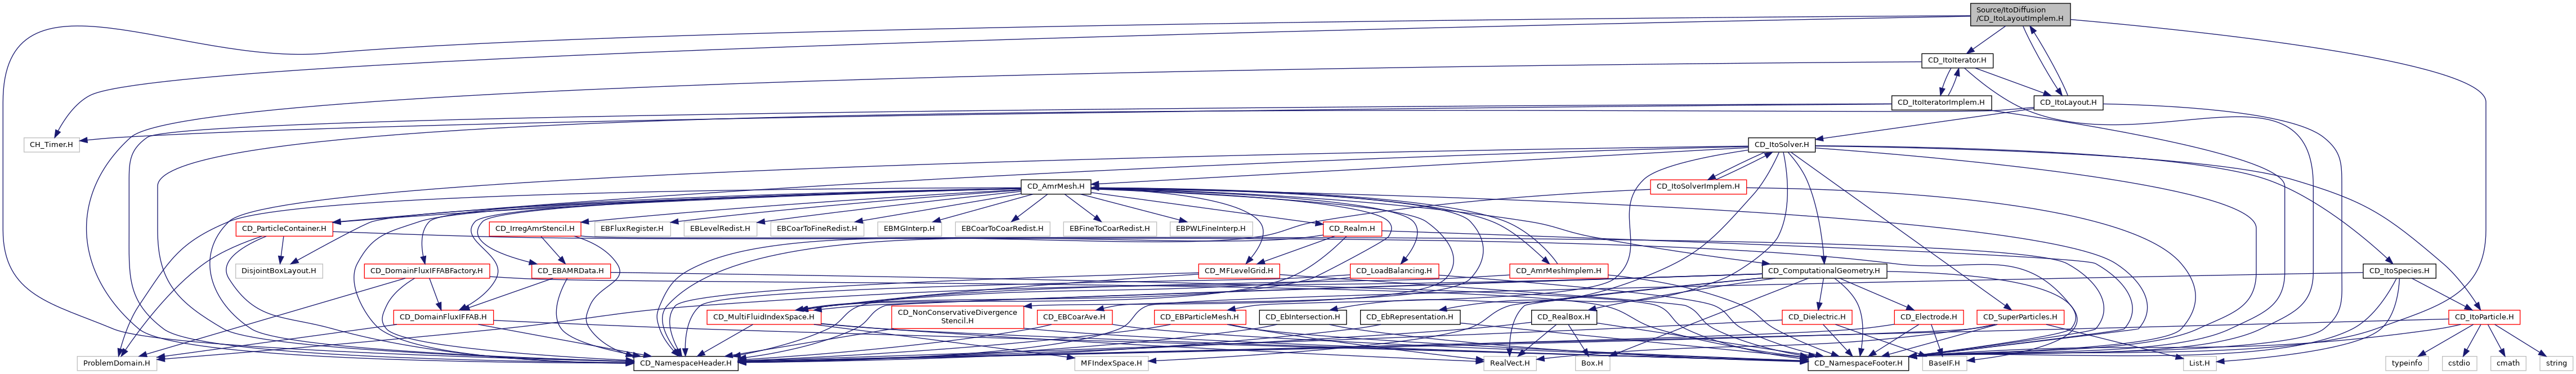 Source/ItoDiffusion
/CD_ItoLayoutImplem.H
CD_ItoIterator.H
CD_ItoIteratorImplem.H
CD_ItoLayout.H
CH_Timer.H
CD_ItoSolver.H
CD_AmrMesh.H
CD_ItoSolverImplem.H
CD_ParticleContainer.H
CD_IrregAmrStencil.H
EBFluxRegister.H
EBLevelRedist.H
EBCoarToFineRedist.H
EBMGInterp.H
EBCoarToCoarRedist.H
EBFineToCoarRedist.H
EBPWLFineInterp.H
CD_Realm.H
DisjointBoxLayout.H
CD_DomainFluxIFFABFactory.H
CD_EBAMRData.H
CD_MFLevelGrid.H
CD_LoadBalancing.H
CD_AmrMeshImplem.H
CD_ComputationalGeometry.H
CD_ItoSpecies.H
CD_DomainFluxIFFAB.H
CD_MultiFluidIndexSpace.H
CD_NonConservativeDivergence
Stencil.H
CD_EBCoarAve.H
CD_EBParticleMesh.H
CD_EbIntersection.H
CD_EbRepresentation.H
CD_RealBox.H
CD_Dielectric.H
CD_Electrode.H
CD_SuperParticles.H
CD_ItoParticle.H
ProblemDomain.H
CD_NamespaceHeader.H
MFIndexSpace.H
RealVect.H
Box.H
CD_NamespaceFooter.H
BaseIF.H
List.H
typeinfo
cstdio
cmath
string